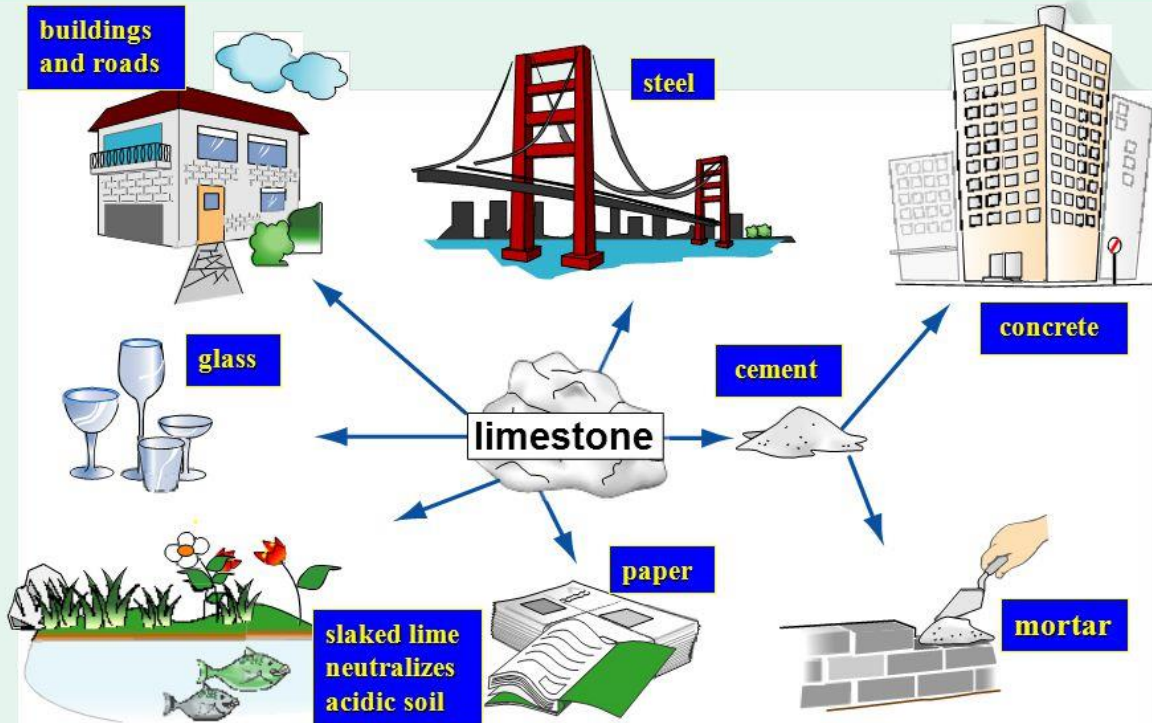 buildings
and roads
steel
concrete
glass
cement
limestone
paper
slaked lime
neutralizes
acidic soil
mortar